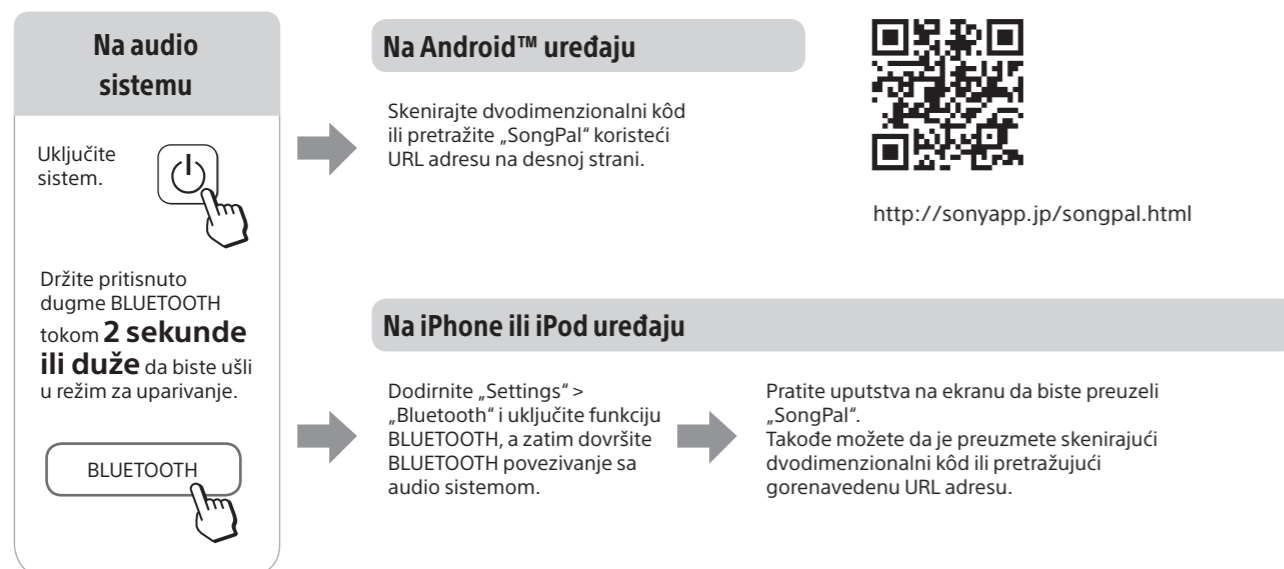 Na audio
sistemu
Uključite
sistem.
Držite pritisnuto
dugme BLUETOOTH
tokom 2 sekunde
ili duže da biste ušli
u režim za uparivanje.
BLUETOOTH
Na Android™ uređaju
Skenirajte dvodimenzionalni kôd
ili pretražite „SongPal“ koristeći
URL adresu na desnoj strani.
http://sonyapp.jp/songpal.html
Na iPhone ili iPod uređaju
Dodirnite „Settings“ >
„Bluetooth“ i uključite funkciju
BLUETOOTH, a zatim dovršite
BLUETOOTH povezivanje sa
audio sistemom.
Pratite uputstva na ekranu da biste preuzeli
„SongPal“.
Takođe možete da je preuzmete skenirajući
dvodimenzionalni kôd ili pretražujući
gorenavedenu URL adresu.